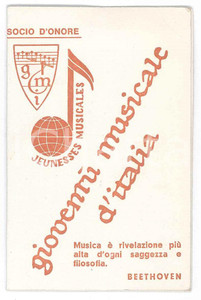 SOCIO D'ONORE
g
i m
i
JEUNESSES MUSICALES
gioventù musicale
d'italia
Musica è rivelazione più
alta d'ogni saggezza e
filosofia.
BEETHOVEN